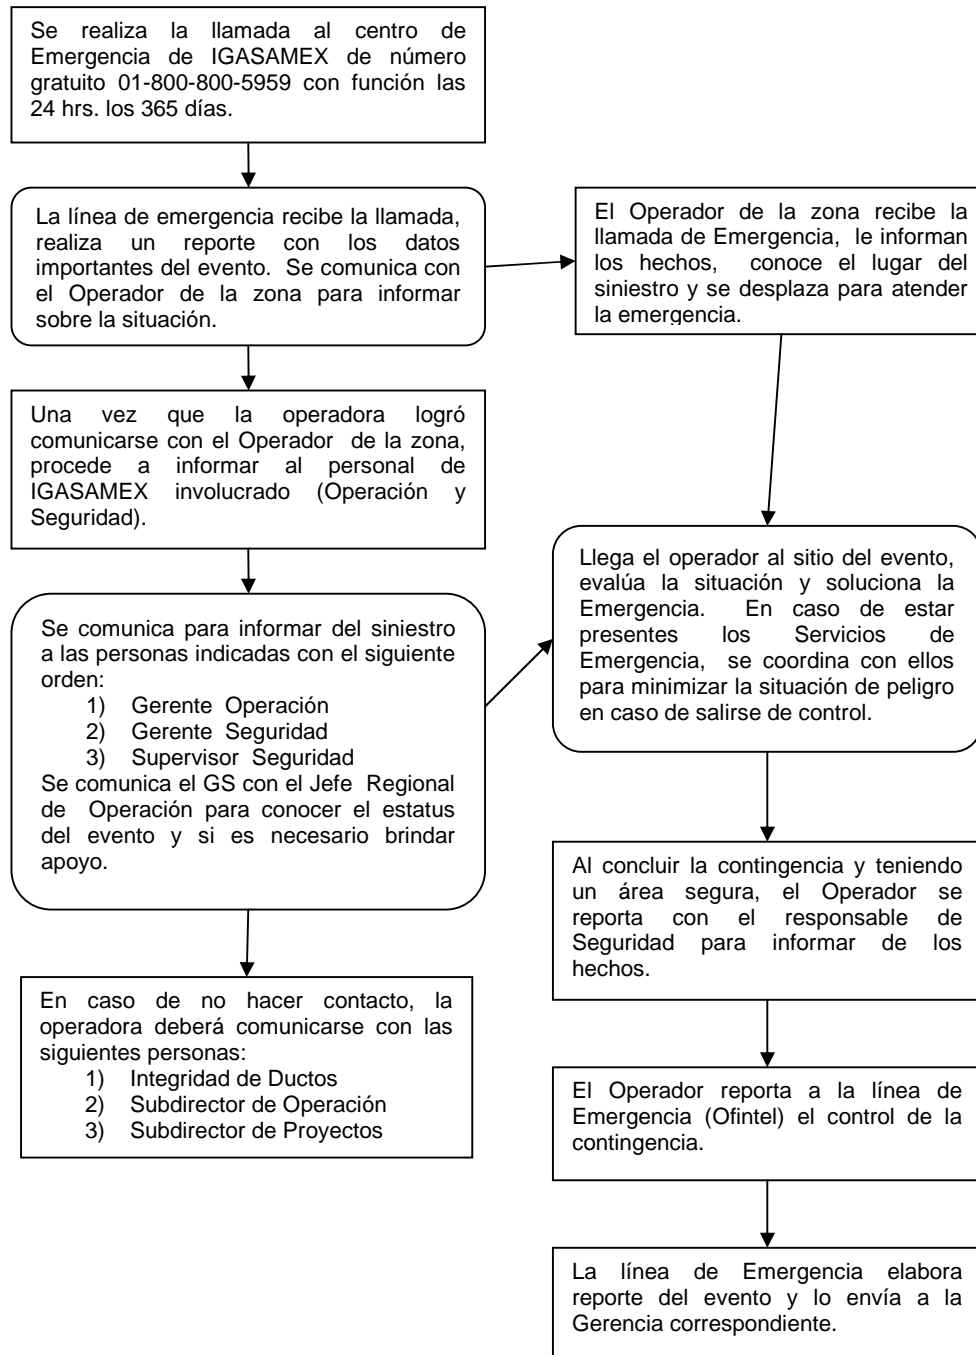 Se realiza la llamada al centro de
Emergencia de IGASAMEX de número
gratuito 01-800-800-5959 con función las
24 hrs. los 365 días.
La línea de emergencia recibe la llamada,
realiza un reporte con los datos
importantes del evento. Se comunica con
el Operador de la zona para informar
sobre la situación.
El Operador de la zona recibe la
llamada de Emergencia, le informan
los hechos, conoce el lugar del
siniestro y se desplaza para atender
la emergencia.
Una vez que la operadora logró
comunicarse con el Operador de la zona,
procede a informar al personal de
IGASAMEX involucrado (Operación y
Seguridad).
Se comunica para informar del siniestro
a las personas indicadas con el siguiente
orden:
1) Gerente Operación
2) Gerente Seguridad
3) Supervisor Seguridad
Se comunica el GS con el Jefe Regional
de Operación para conocer el estatus
del evento y si es necesario brindar
apoyo.
Llega el operador al sitio del evento,
evalúa la situación y soluciona la
Emergencia. En caso de estar
presentes los Servicios de
Emergencia, se coordina con ellos
para minimizar la situación de peligro
en caso de salirse de control.
En caso de no hacer contacto, la
operadora deberá comunicarse con las
siguientes personas:
1) Integridad de Ductos
2) Subdirector de Operación
3) Subdirector de Proyectos
Al concluir la contingencia y teniendo
un área segura, el Operador se
reporta con el responsable de
Seguridad para informar de los
hechos.
El Operador reporta a la línea de
Emergencia (Ofintel) el control de la
contingencia.
La línea de Emergencia elabora
reporte del evento y lo envía a la
Gerencia correspondiente.